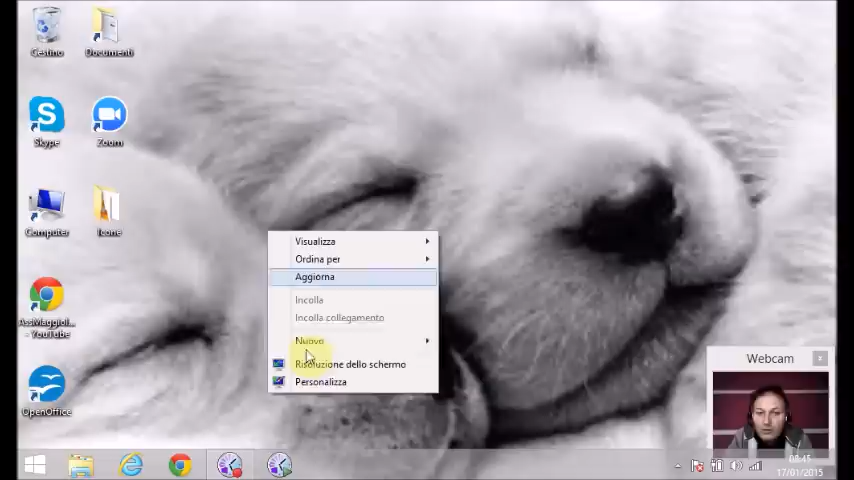 Cestino
Documenti
Skype
Zoom
Computer
Icone
AssMaggiol...
- YouTube
OpenOffice
Visualizza
Ordina per
Aggiorna
Incolla
Incolla collegamento
Nuovo
Risoluzione dello schermo
Personalizza
Webcam
x
08:45
17/01/2015